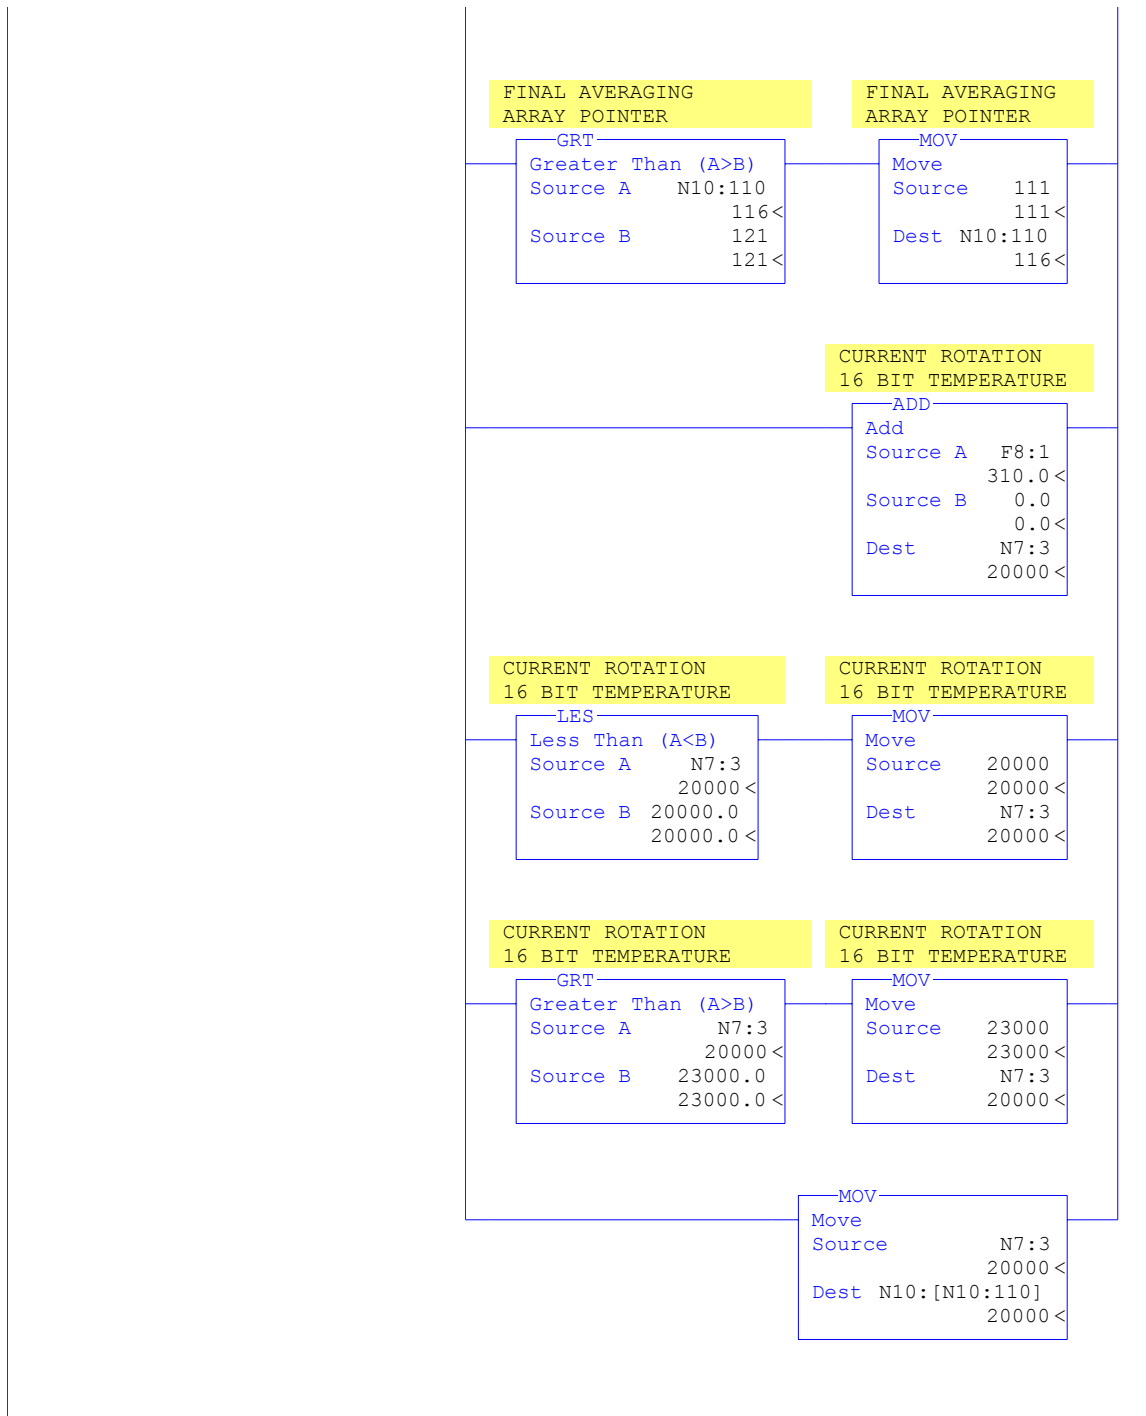 FINAL AVERAGING
ARRAY POINTER
GRT
Greater Than (A>B)
Source A N10:110
116<
Source B 121
121<
FINAL AVERAGING
ARRAY POINTER
MOV
Move
Source 111
111<
Dest N10:110
116<
CURRENT ROTATION
16 BIT TEMPERATURE
ADD
Add
Source A F8:1
310.0<
Source B 0.0
0.0<
Dest N7:3
20000<
CURRENT ROTATION
16 BIT TEMPERATURE
LES
Less Than (A<B)
Source A N7:3
20000<
Source B 20000.0
20000.0<
CURRENT ROTATION
16 BIT TEMPERATURE
MOV
Move
Source 20000
20000<
Dest N7:3
20000<
CURRENT ROTATION
16 BIT TEMPERATURE
GRT
Greater Than (A>B)
Source A N7:3
20000<
Source B 23000.0
23000.0<
CURRENT ROTATION
16 BIT TEMPERATURE
MOV
Move
Source 23000
23000<
Dest N7:3
20000<
MOV
Move
Source N7:3
20000<
Dest N10:[N10:110]
20000<